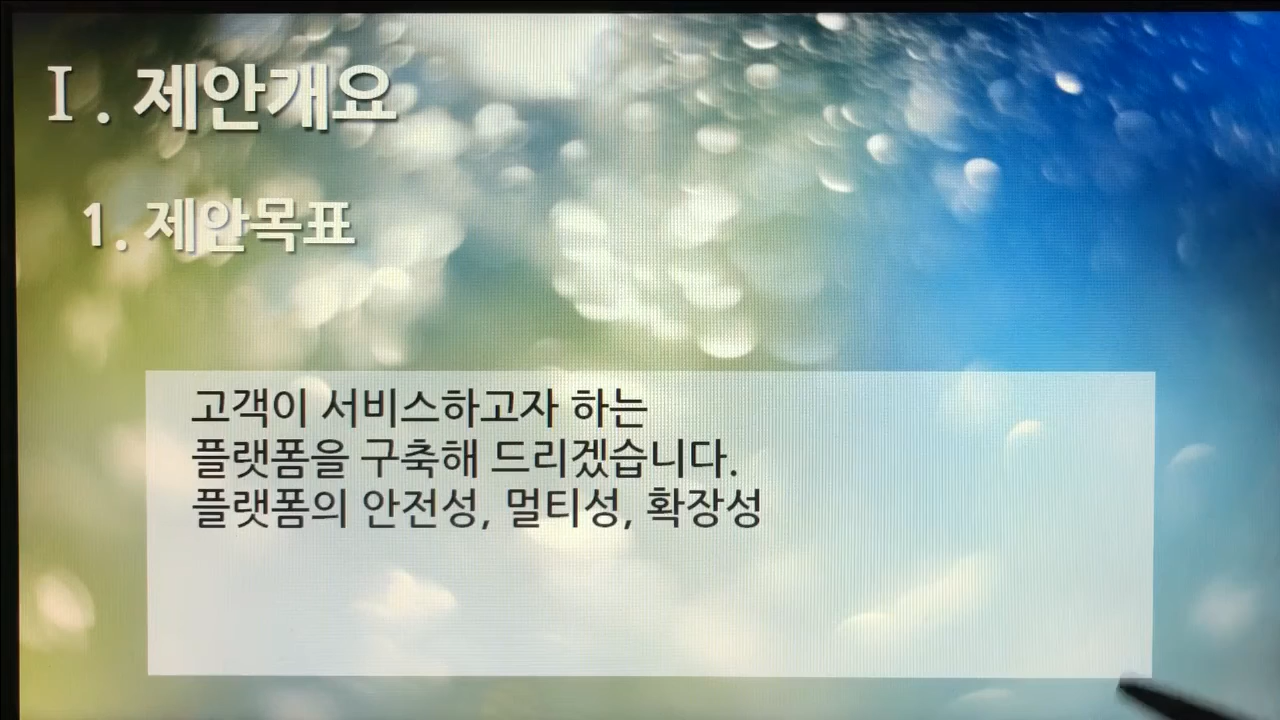 Ⅰ. 제안개요
1. 제안목표
고객이 서비스하고자 하는
플랫폼을 구축해 드리겠습니다.
플랫폼의 안전성, 멀티성, 확장성